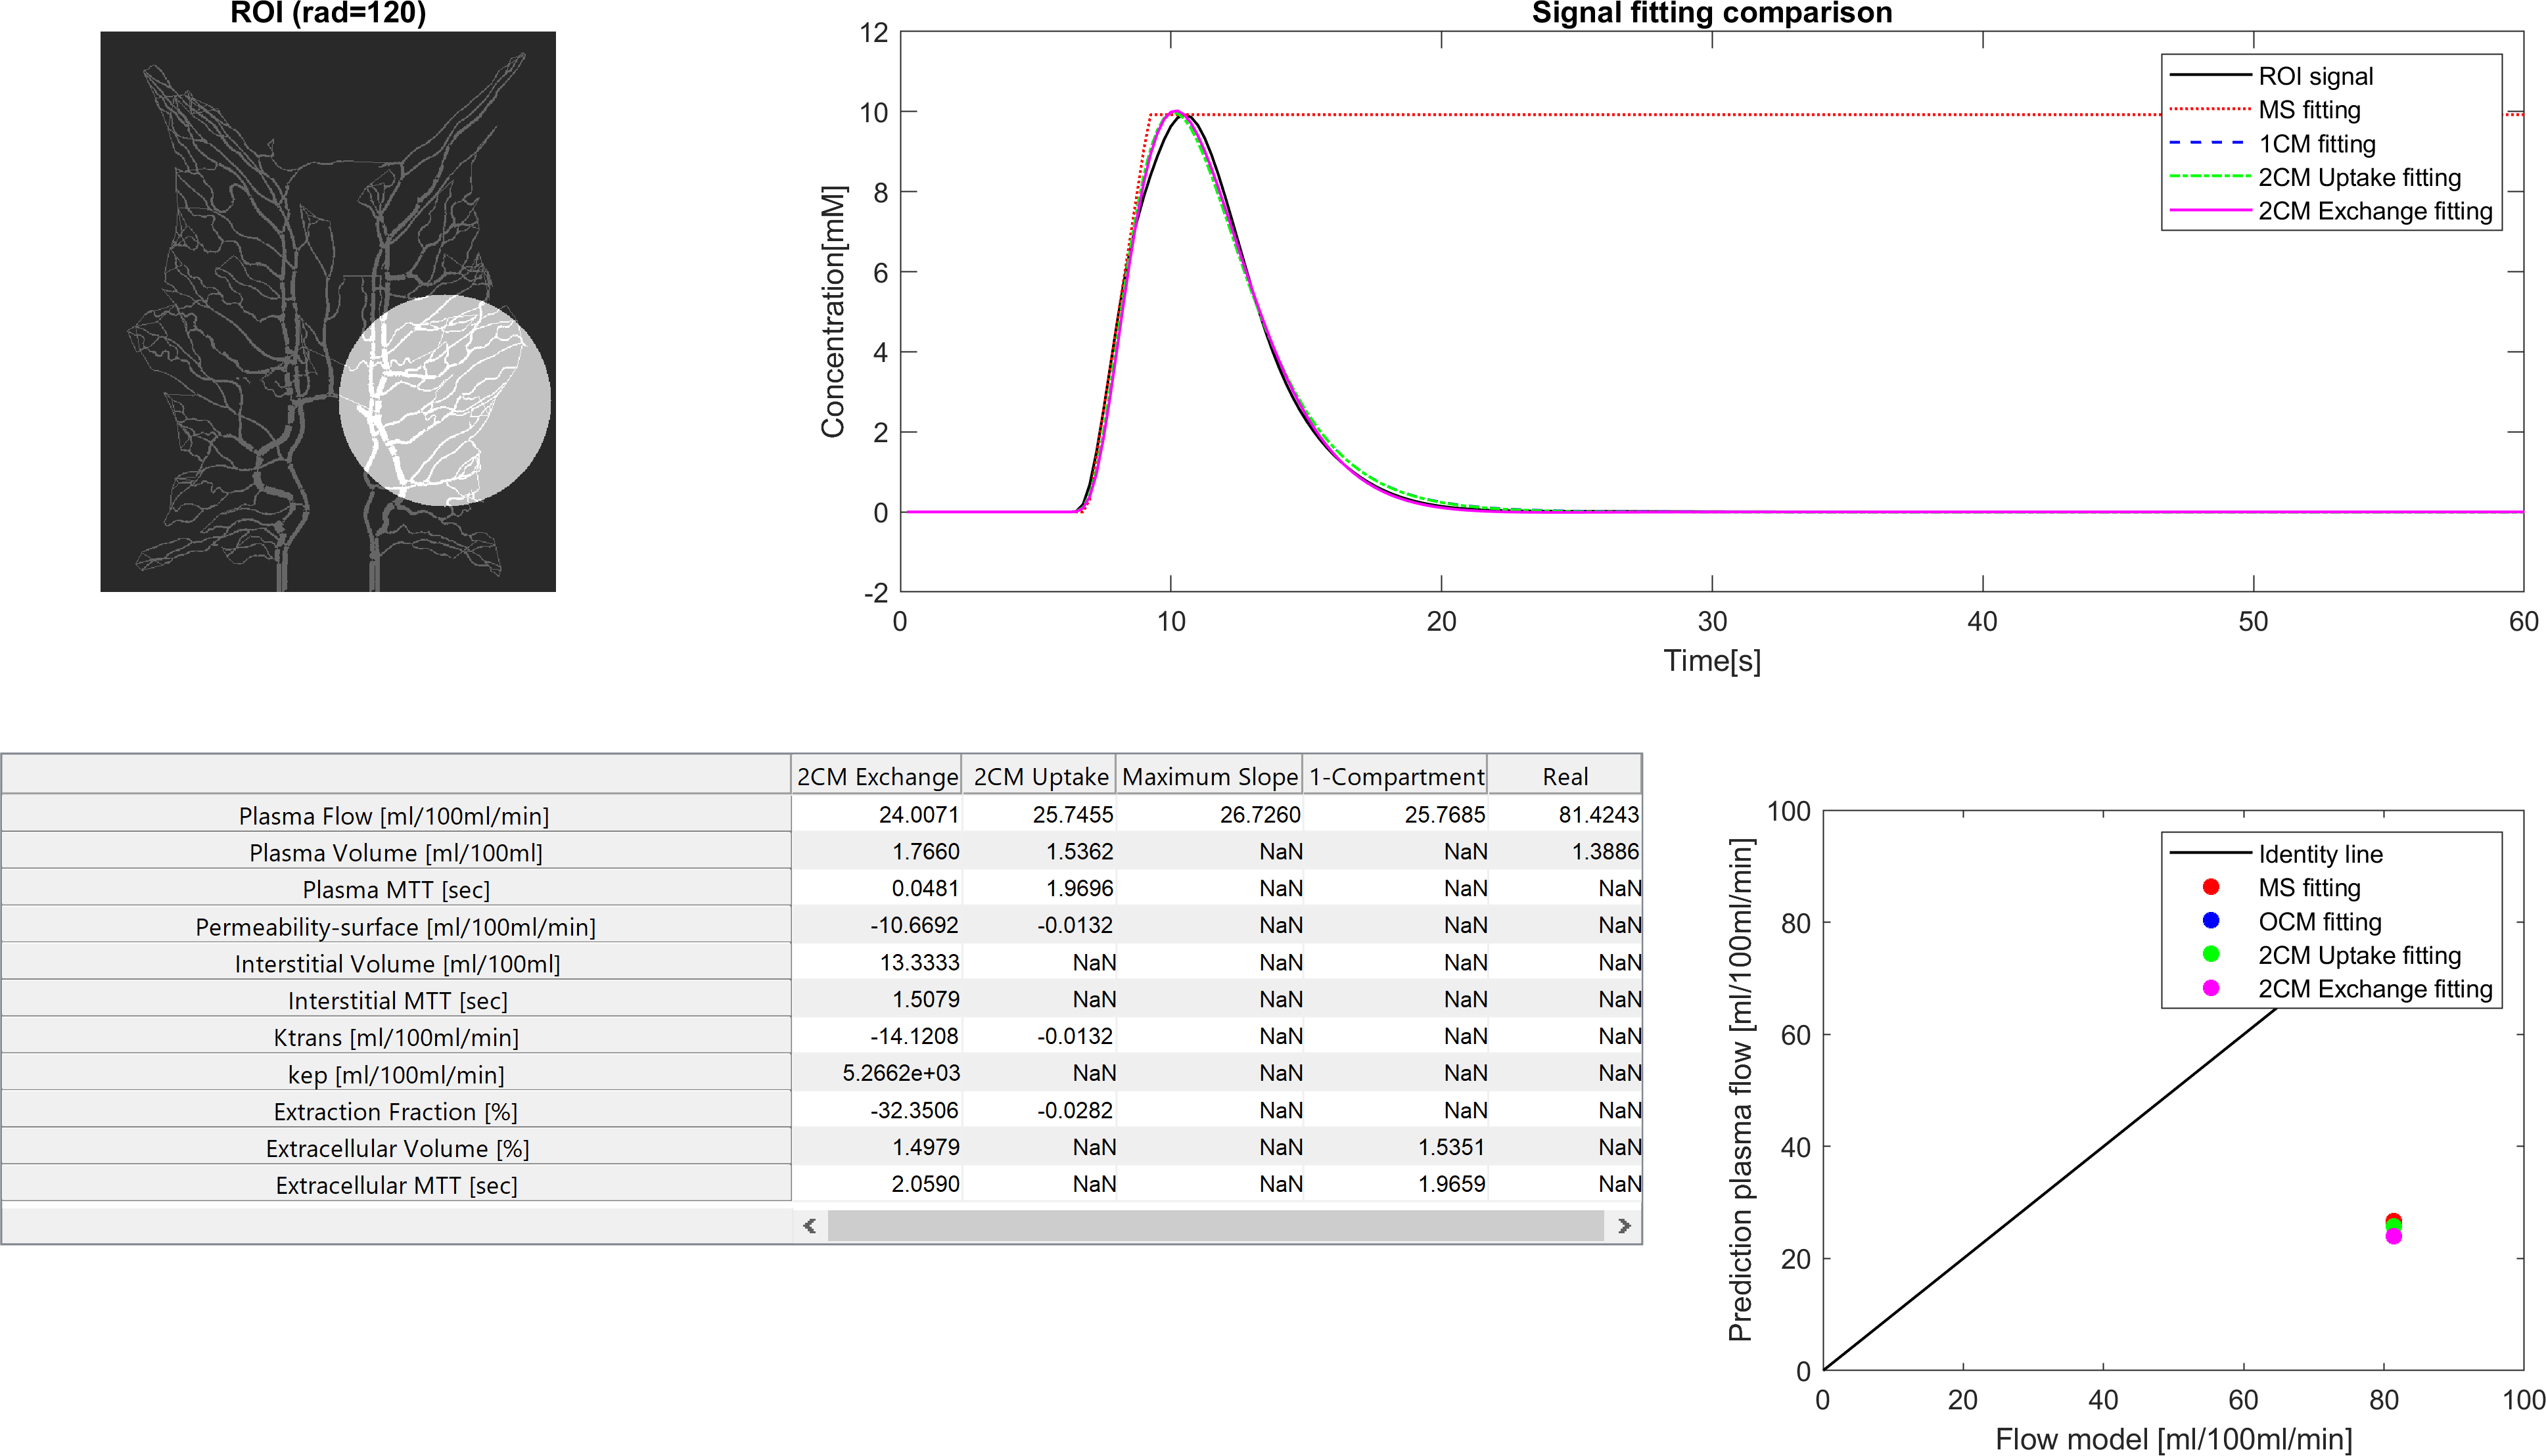 ROI (rad=120)
Signal fitting comparison
12
10
8
6
4
2
0
-2
Concentration[mM]
0 10 20 30 40 50 60
Time[s]
ROI signal
MS fitting
1CM fitting
2CM Uptake fitting
2CM Exchange fitting
2CM Exchange 2CM Uptake Maximum Slope 1-Compartment Real
Plasma Flow [ml/100ml/min] 24.0071 25.7455 26.7260 25.7685 81.4243
Plasma Volume [ml/100ml] 1.7660 1.5362 NaN NaN 1.3886
Plasma MTT [sec] 0.0481 1.9696 NaN NaN NaN
Permeability-surface [ml/100ml/min] -10.6692 -0.0132 NaN NaN NaN
Interstitial Volume [ml/100ml] 13.3333 NaN NaN NaN NaN
Interstitial MTT [sec] 1.5079 NaN NaN NaN NaN
Ktrans [ml/100ml/min] -14.1208 -0.0132 NaN NaN NaN
kep [ml/100ml/min] 5.2662e+03 NaN NaN NaN NaN
Extraction Fraction [%] -32.3506 -0.0282 NaN NaN NaN
Extracellular Volume [%] 1.4979 NaN NaN 1.5351 NaN
Extracellular MTT [sec] 2.0590 NaN NaN 1.9659 NaN
100
80
60
40
20
0
Prediction plasma flow [ml/100ml/min]
0 20 40 60 80 100
Flow model [ml/100ml/min]
Identity line
MS fitting
OCM fitting
2CM Uptake fitting
2CM Exchange fitting